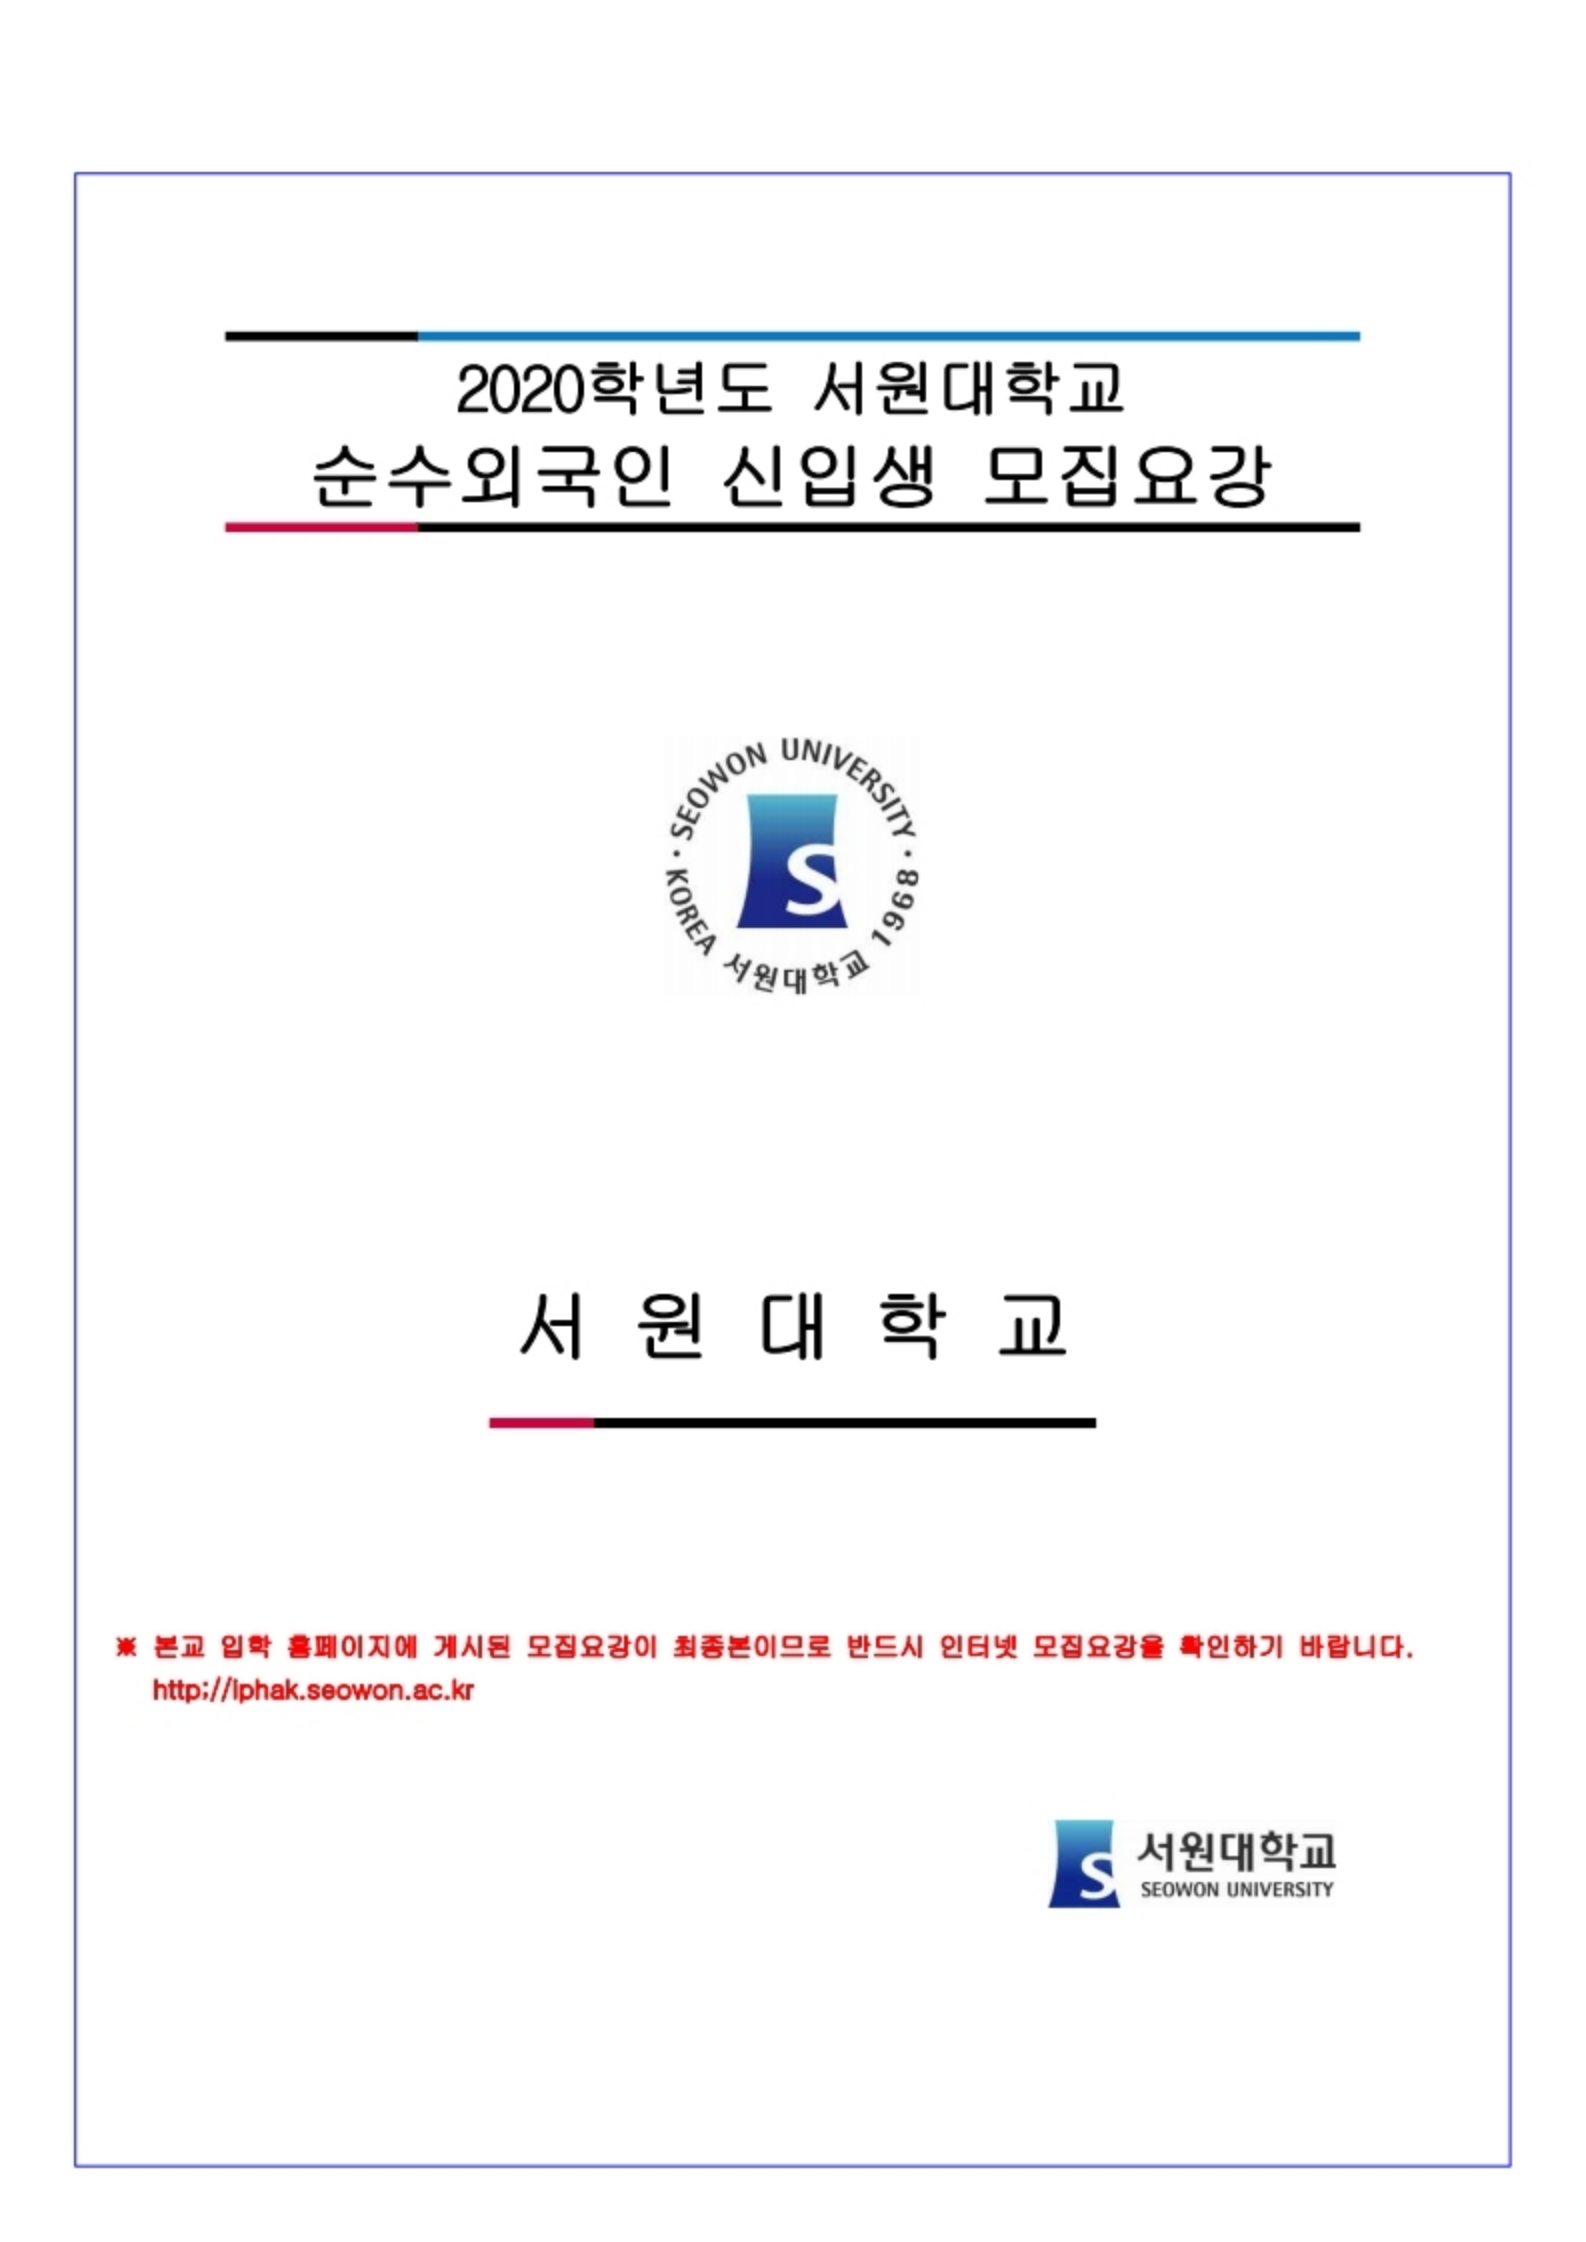 2020학년도 서원대학교
순수외국인 신입생 모집요강
· SEOWON UNIVERSITY ·
KOREA 서원대학교 1968
서 원 대 학 교
※ 본교 입학 홈페이지에 게시된 모집요강이 최종본이므로 반드시 인터넷 모집요강을 확인하기 바랍니다.
http://iphak.seowon.ac.kr
S 서원대학교
SEOWON UNIVERSITY